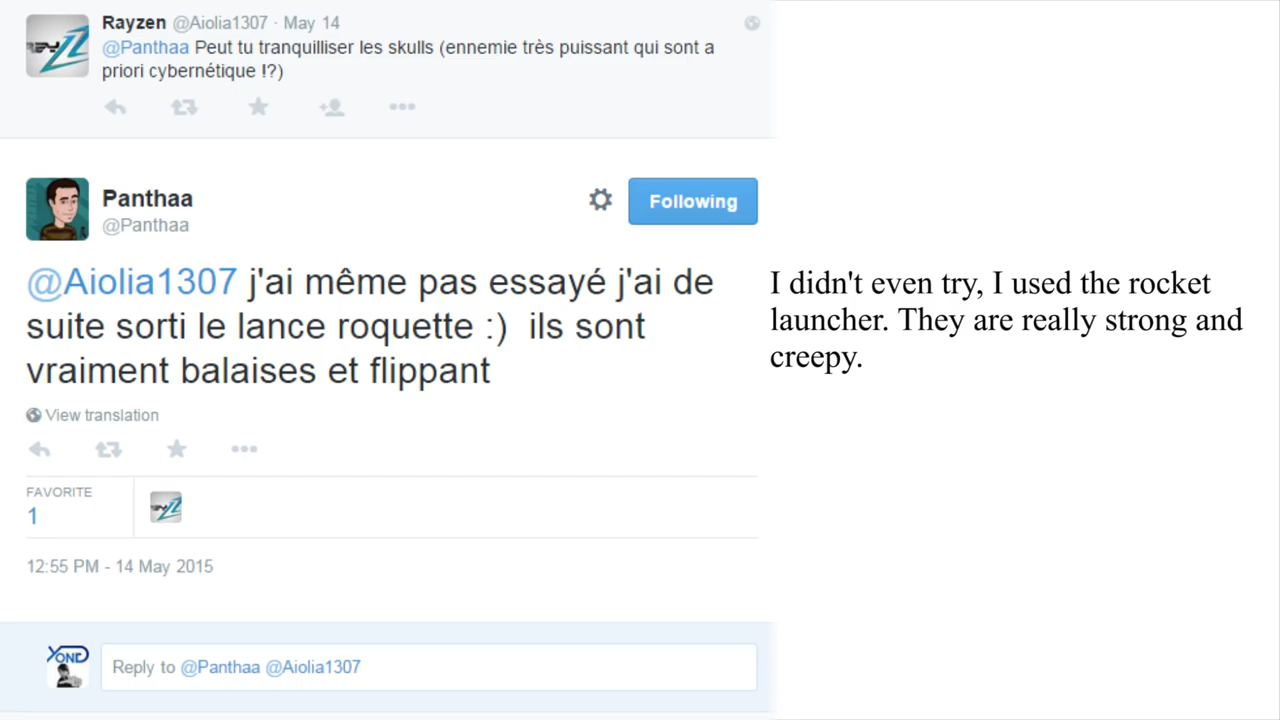 Rayzen @Aiolia1307 · May 14
@Panthaa Peut tu tranquilliser les skulls (ennemie très puissant qui sont a
priori cybernétique !?)
Panthaa
@Panthaa
Following
@Aiolia1307 j'ai même pas essayé j'ai de
suite sorti le lance roquette :)  ils sont
vraiment balaises et flippant
I didn't even try, I used the rocket
launcher. They are really strong and
creepy.
View translation
FAVORITE
1
12:55 PM - 14 May 2015
YOND
Reply to @Panthaa @Aiolia1307